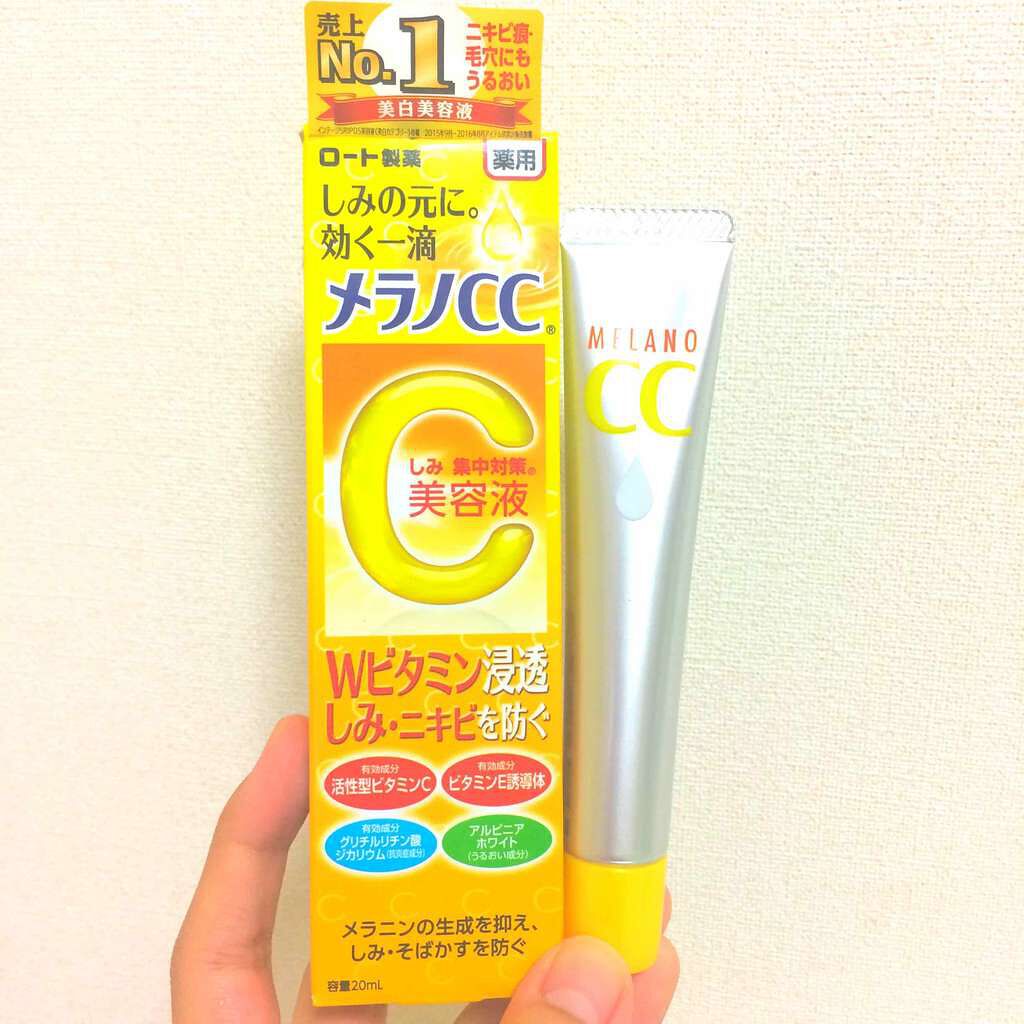 売上
No.1
ニキビ痕・
毛穴にも
うるおい
美白美容液
ロート製薬
薬用
しみの元に。
効く一滴
メラノCC®
C
しみ 集中対策®
美容液
Wビタミン浸透
しみ・ニキビを防ぐ
有効成分
活性型ビタミンC
有効成分
ビタミンE誘導体
有効成分
グリチルリチン酸
ジカリウム(抗炎症成分)
アルピニア
ホワイト
(うるおい成分)
メラニンの生成を抑え、
しみ・そばかすを防ぐ
容量20mL
MELANO
CC